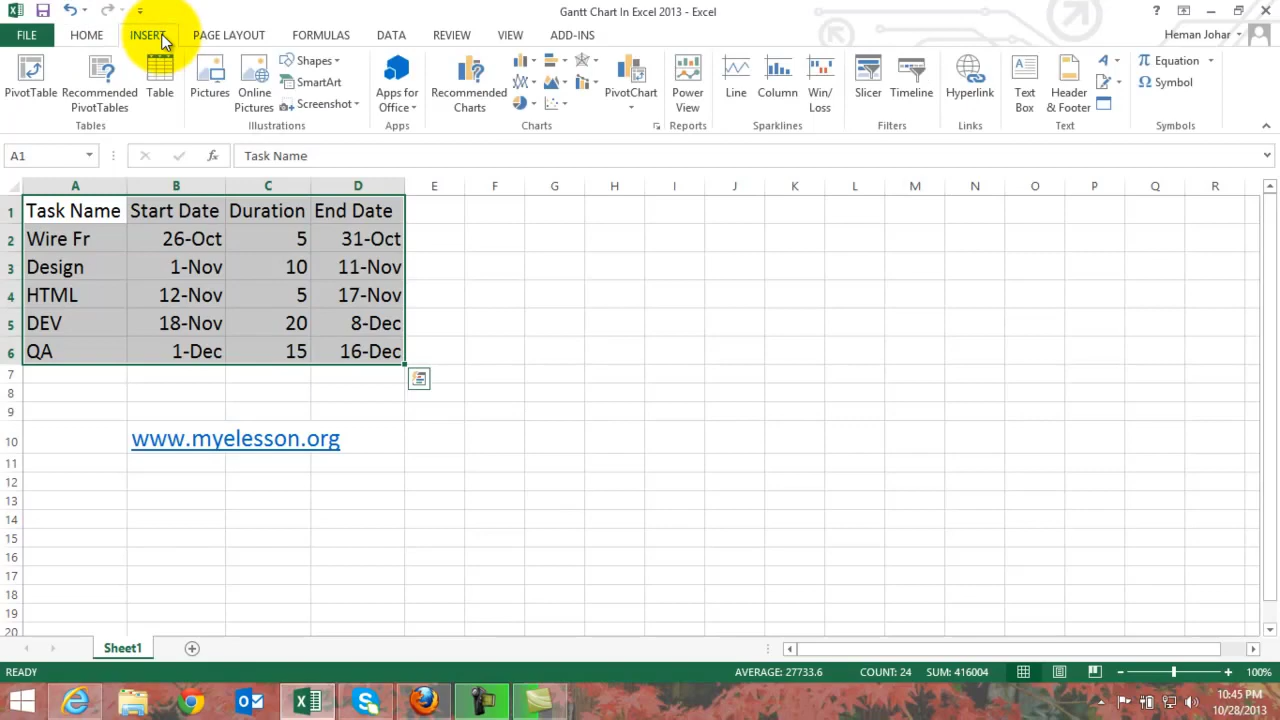 Gantt Chart In Excel 2013 - Excel
FILE HOME INSERT PAGE LAYOUT FORMULAS DATA REVIEW VIEW ADD-INS Heman Johar
PivotTable Recommended PivotTables Table
Tables
Pictures Online Pictures Shapes SmartArt Screenshot
Illustrations
Apps for Office
Apps
Recommended Charts PivotChart
Charts
Power View
Reports
Line Column Win/Loss
Sparklines
Slicer Timeline
Filters
Hyperlink
Links
Text Box Header & Footer
Text
Equation
Symbol
Symbols
A1 fx Task Name
A B C D E F G H I J K L M N O P Q R
1 Task Name Start Date Duration End Date
2 Wire Fr 26-Oct 5 31-Oct
3 Design 1-Nov 10 11-Nov
4 HTML 12-Nov 5 17-Nov
5 DEV 18-Nov 20 8-Dec
6 QA 1-Dec 15 16-Dec
7
8
9
10 www.myelesson.org
11
12
13
14
15
16
17
18
19
20
Sheet1
READY AVERAGE: 27733.6 COUNT: 24 SUM: 416004 100%
10:45 PM
10/28/2013